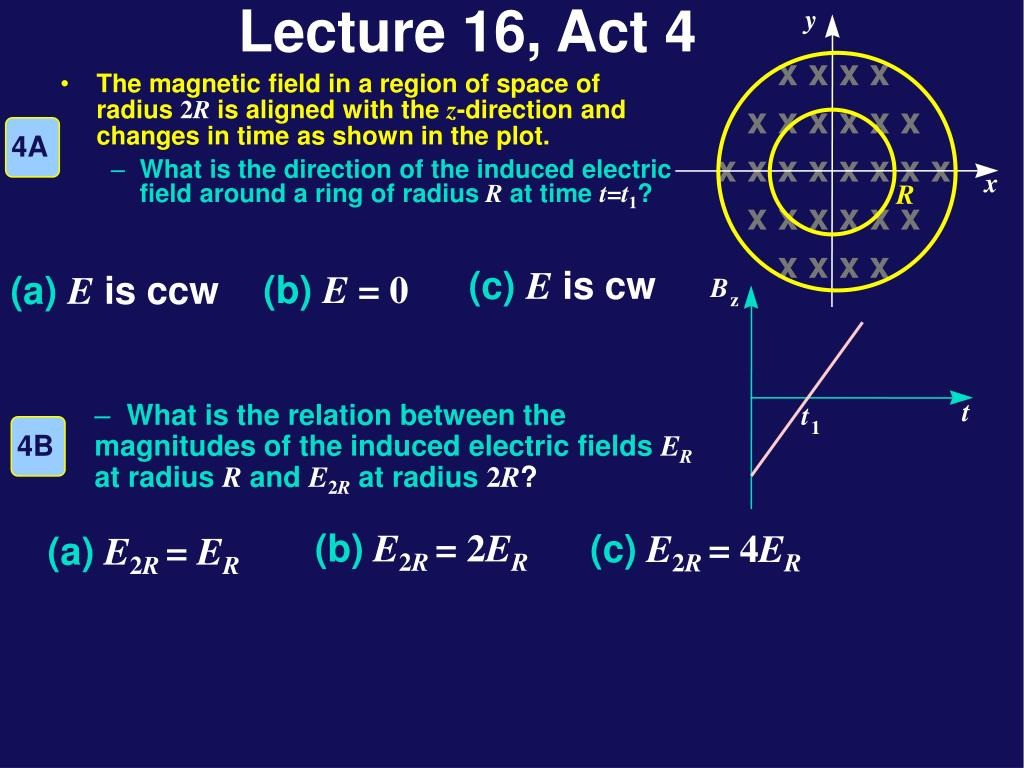 Lecture 16, Act 4
• The magnetic field in a region of space of
radius 2R is aligned with the z-direction and
changes in time as shown in the plot.
4A
– What is the direction of the induced electric
field around a ring of radius R at time t=t1?
(a) E is ccw (b) E = 0 (c) E is cw
y
x x x x
x x x x x x
x x x x x x x x
x
R
x x x x x x
x x x x
Bz
t1
t
4B
– What is the relation between the
magnitudes of the induced electric fields ER
at radius R and E2R at radius 2R?
(a) E2R = ER (b) E2R = 2ER (c) E2R = 4ER